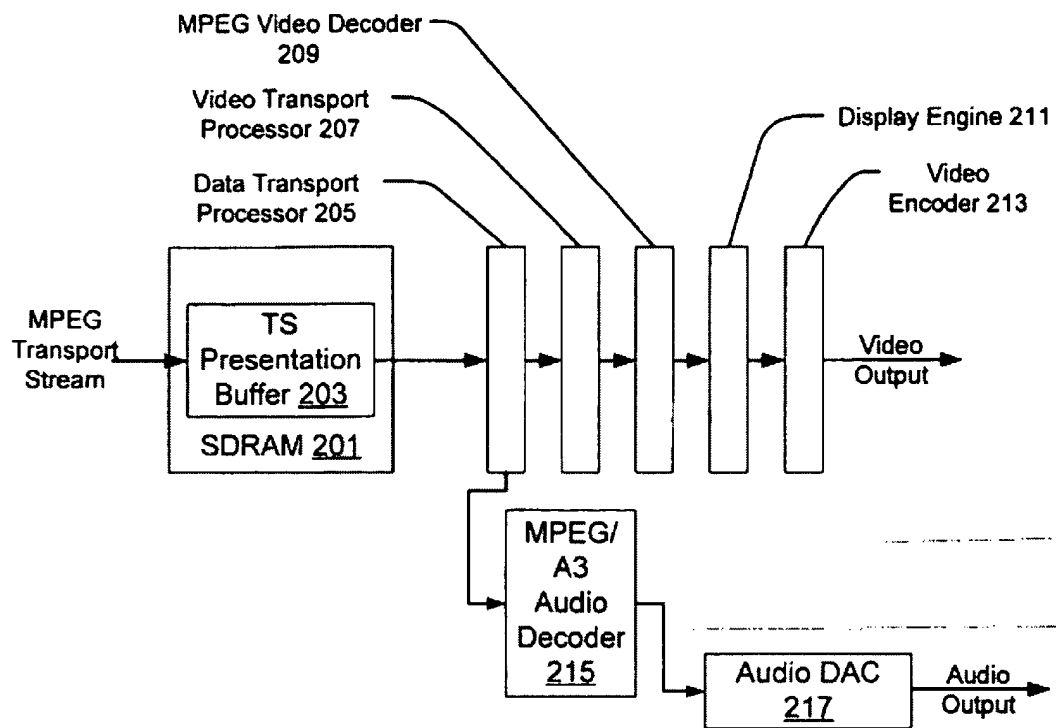 MPEG Video Decoder
209
Video Transport
Processor 207
Data Transport
Processor 205
Display Engine 211
Video
Encoder 213
MPEG
Transport
Stream
TS
Presentation
Buffer 203
SDRAM 201
Video
Output
MPEG/
A3
Audio
Decoder
215
Audio DAC
217
Audio
Output